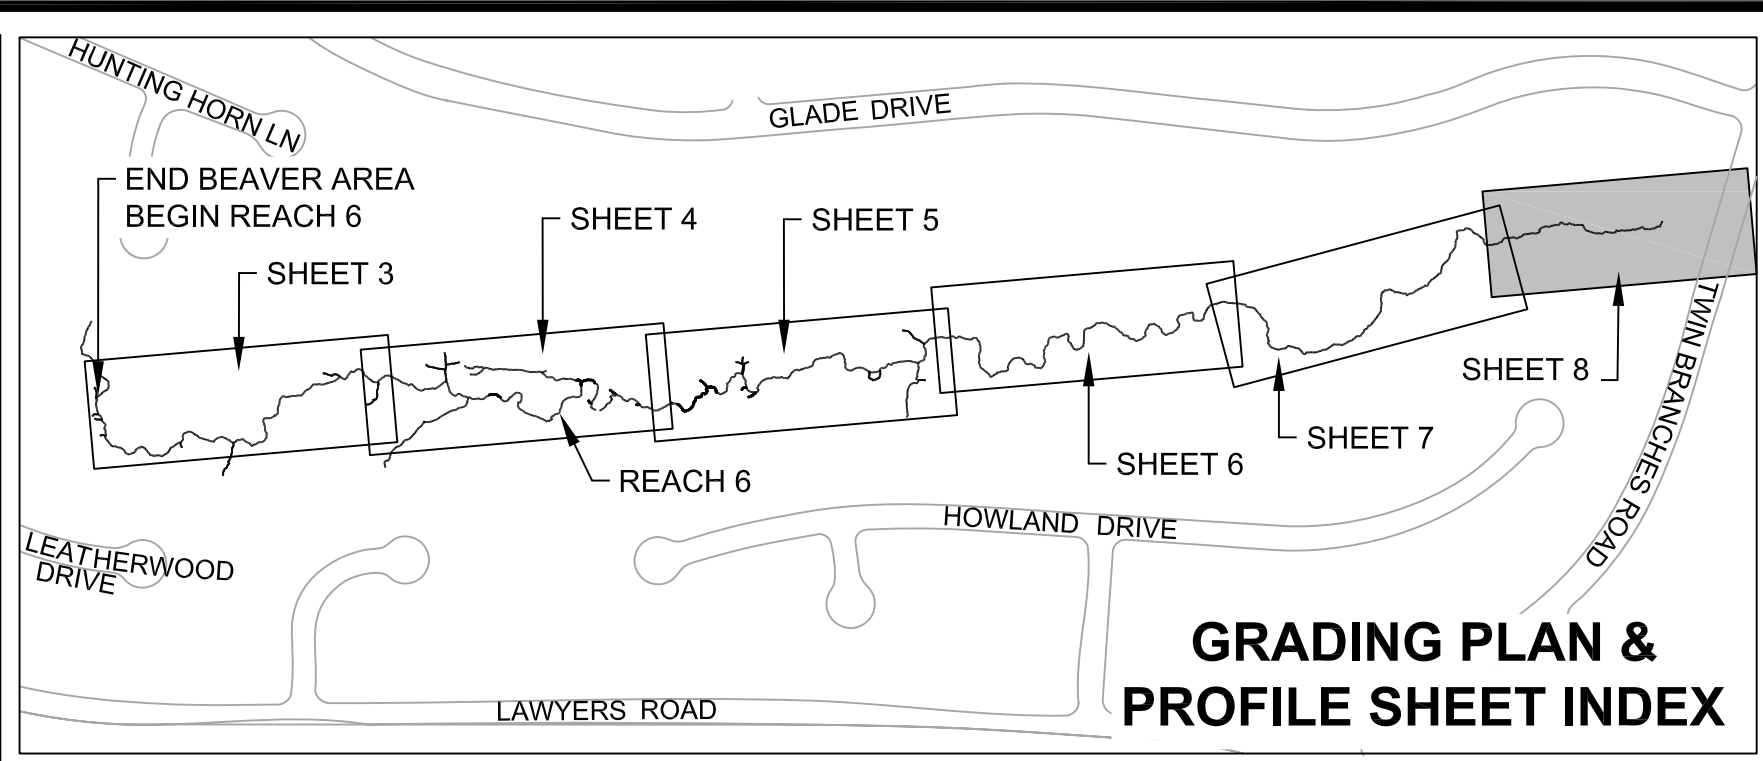 HUNTING HORN LN
GLADE DRIVE
END BEAVER AREA
BEGIN REACH 6
SHEET 4
SHEET 5
SHEET 3
SHEET 8
SHEET 7
SHEET 6
REACH 6
TWIN BRANCHES ROAD
HOWLAND DRIVE
LEATHERWOOD
DRIVE
LAWYERS ROAD
GRADING PLAN &
PROFILE SHEET INDEX